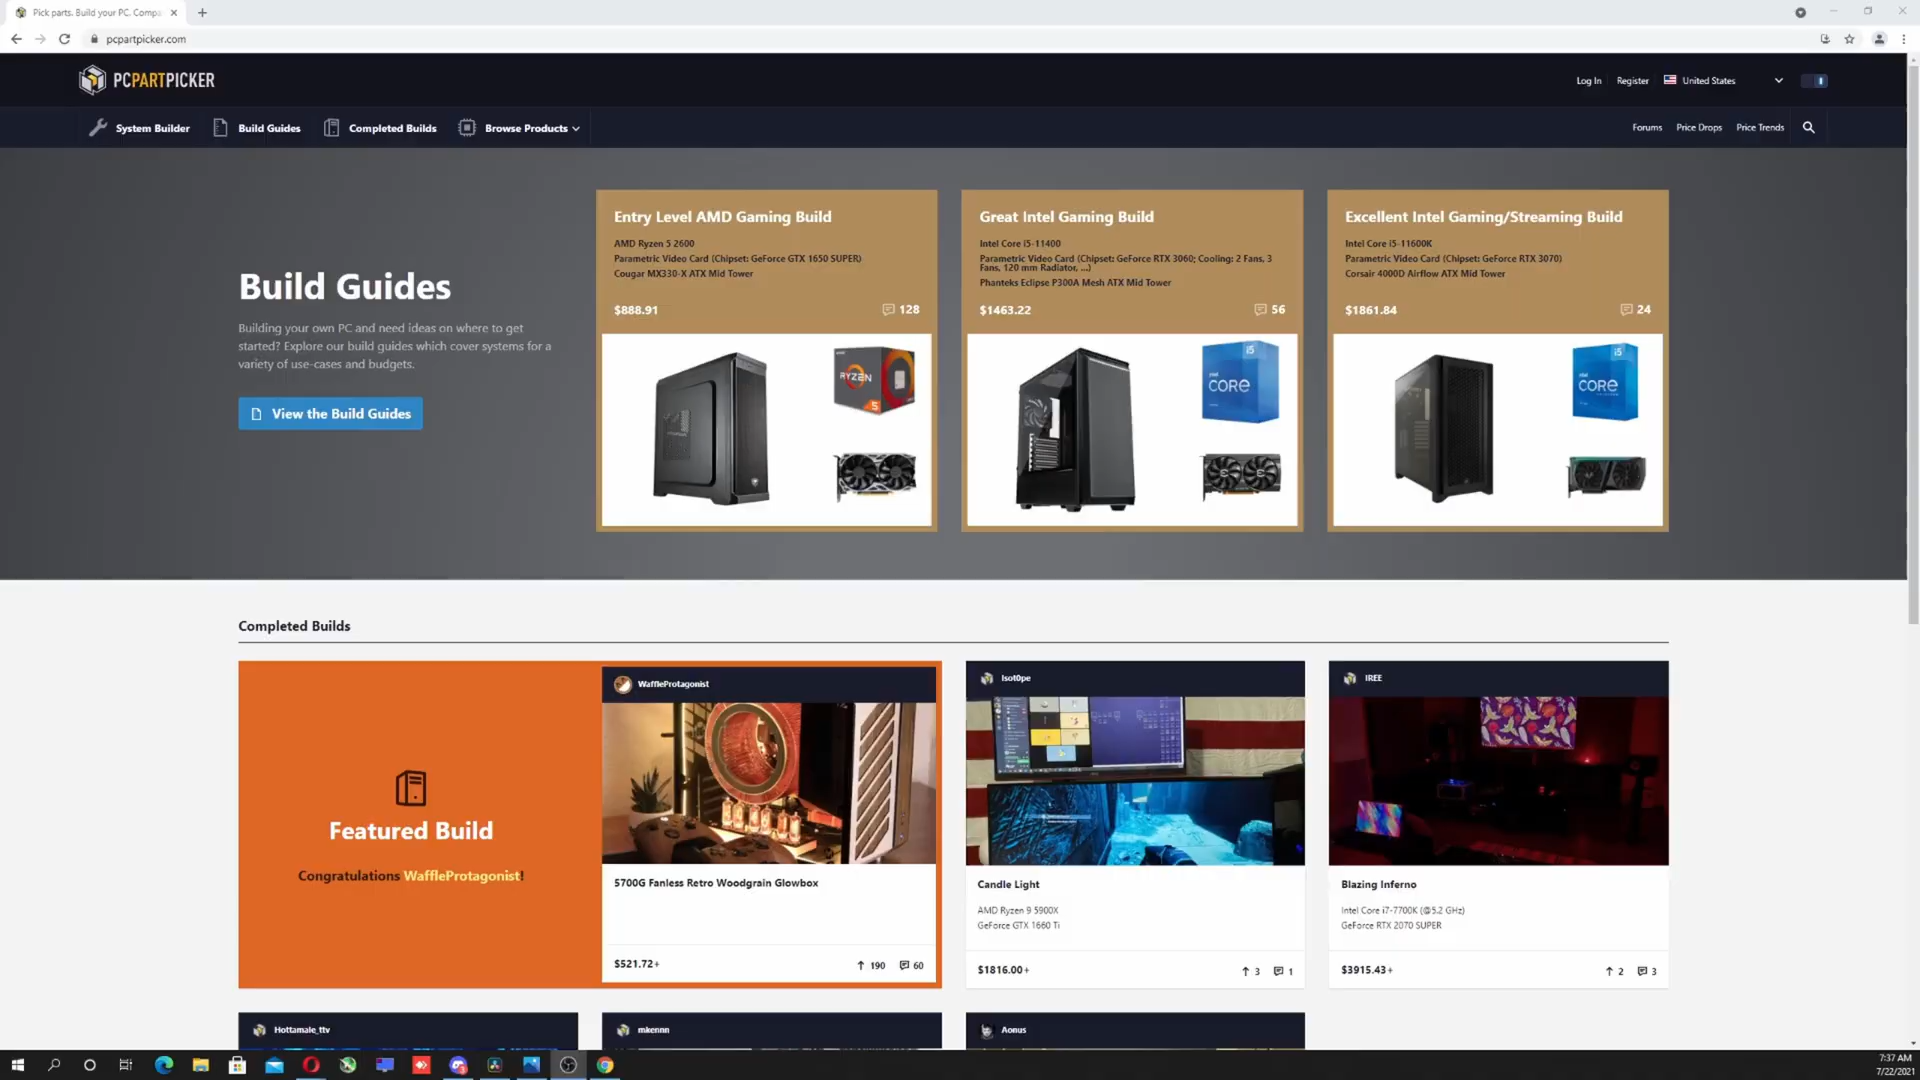 Pick parts. Build your PC. Compa
pcpartpicker.com
PCPARTPICKER
Log In
Register
United States
System Builder
Build Guides
Completed Builds
Browse Products
Forums
Price Drops
Price Trends
Build Guides
Building your own PC and need ideas on where to get
started? Explore our build guides which cover systems for a
variety of use-cases and budgets.
View the Build Guides
Entry Level AMD Gaming Build
AMD Ryzen 5 2600
Parametric Video Card (Chipset: GeForce GTX 1650 SUPER)
Cougar MX330-X ATX Mid Tower
$888.91
128
RYZEN
5
Great Intel Gaming Build
Intel Core i5-11400
Parametric Video Card (Chipset: GeForce RTX 3060; Cooling: 2 Fans, 3
Fans, 120 mm Radiator, ...)
Phanteks Eclipse P300A Mesh ATX Mid Tower
$1463.22
56
i5
intel
CORE
Excellent Intel Gaming/Streaming Build
Intel Core i5-11600K
Parametric Video Card (Chipset: GeForce RTX 3070)
Corsair 4000D Airflow ATX Mid Tower
$1861.84
24
i5
intel
CORE
Completed Builds
Featured Build
Congratulations WaffleProtagonist!
WaffleProtagonist
5700G Fanless Retro Woodgrain Glowbox
$521.72+
190
60
Isot0pe
Candle Light
AMD Ryzen 9 5900X
GeForce GTX 1660 Ti
$1816.00+
3
1
IREE
Blazing Inferno
Intel Core i7-7700K (@5.2 GHz)
GeForce RTX 2070 SUPER
$3915.43+
2
3
Hottamale_ttv
mkennn
Aonus
7:37 AM
7/22/2021